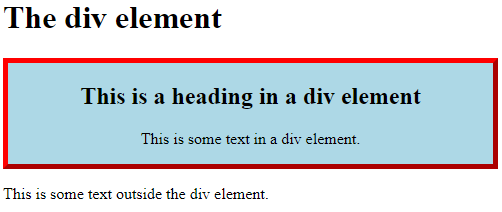 The div element
This is a heading in a div element
This is some text in a div element.
This is some text outside the div element.